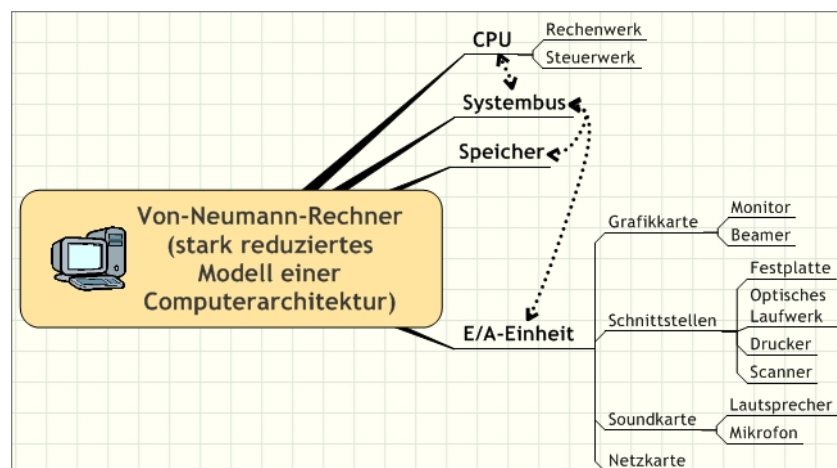 CPU
Rechenwerk
Steuerwerk
Systembus
Speicher
Von-Neumann-Rechner
(stark reduziertes
Modell einer
Computerarchitektur)
E/A-Einheit
Grafikkarte
Monitor
Beamer
Schnittstellen
Festplatte
Optisches
Laufwerk
Drucker
Scanner
Soundkarte
Lautsprecher
Mikrofon
Netzkarte